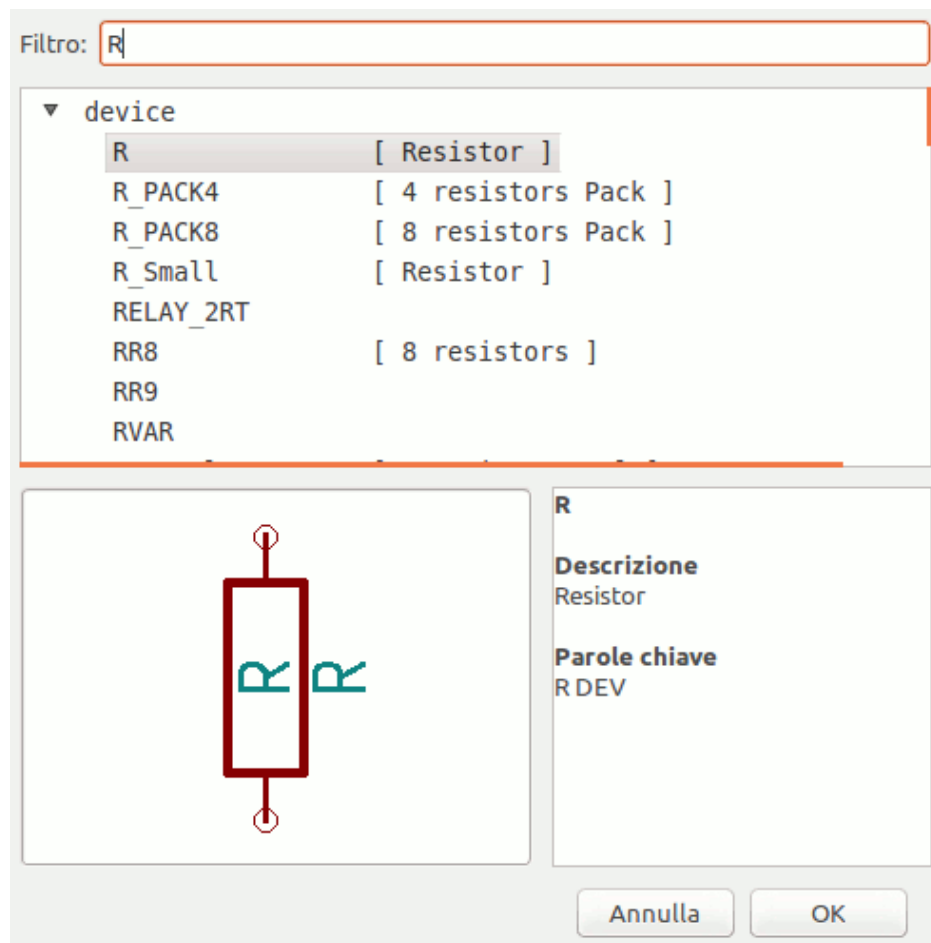 Filtro: R
device
R [ Resistor ]
R_PACK4 [ 4 resistors Pack ]
R_PACK8 [ 8 resistors Pack ]
R_Small [ Resistor ]
RELAY_2RT
RR8 [ 8 resistors ]
RR9
RVAR
R R
R
Descrizione
Resistor
Parole chiave
R DEV
Annulla OK